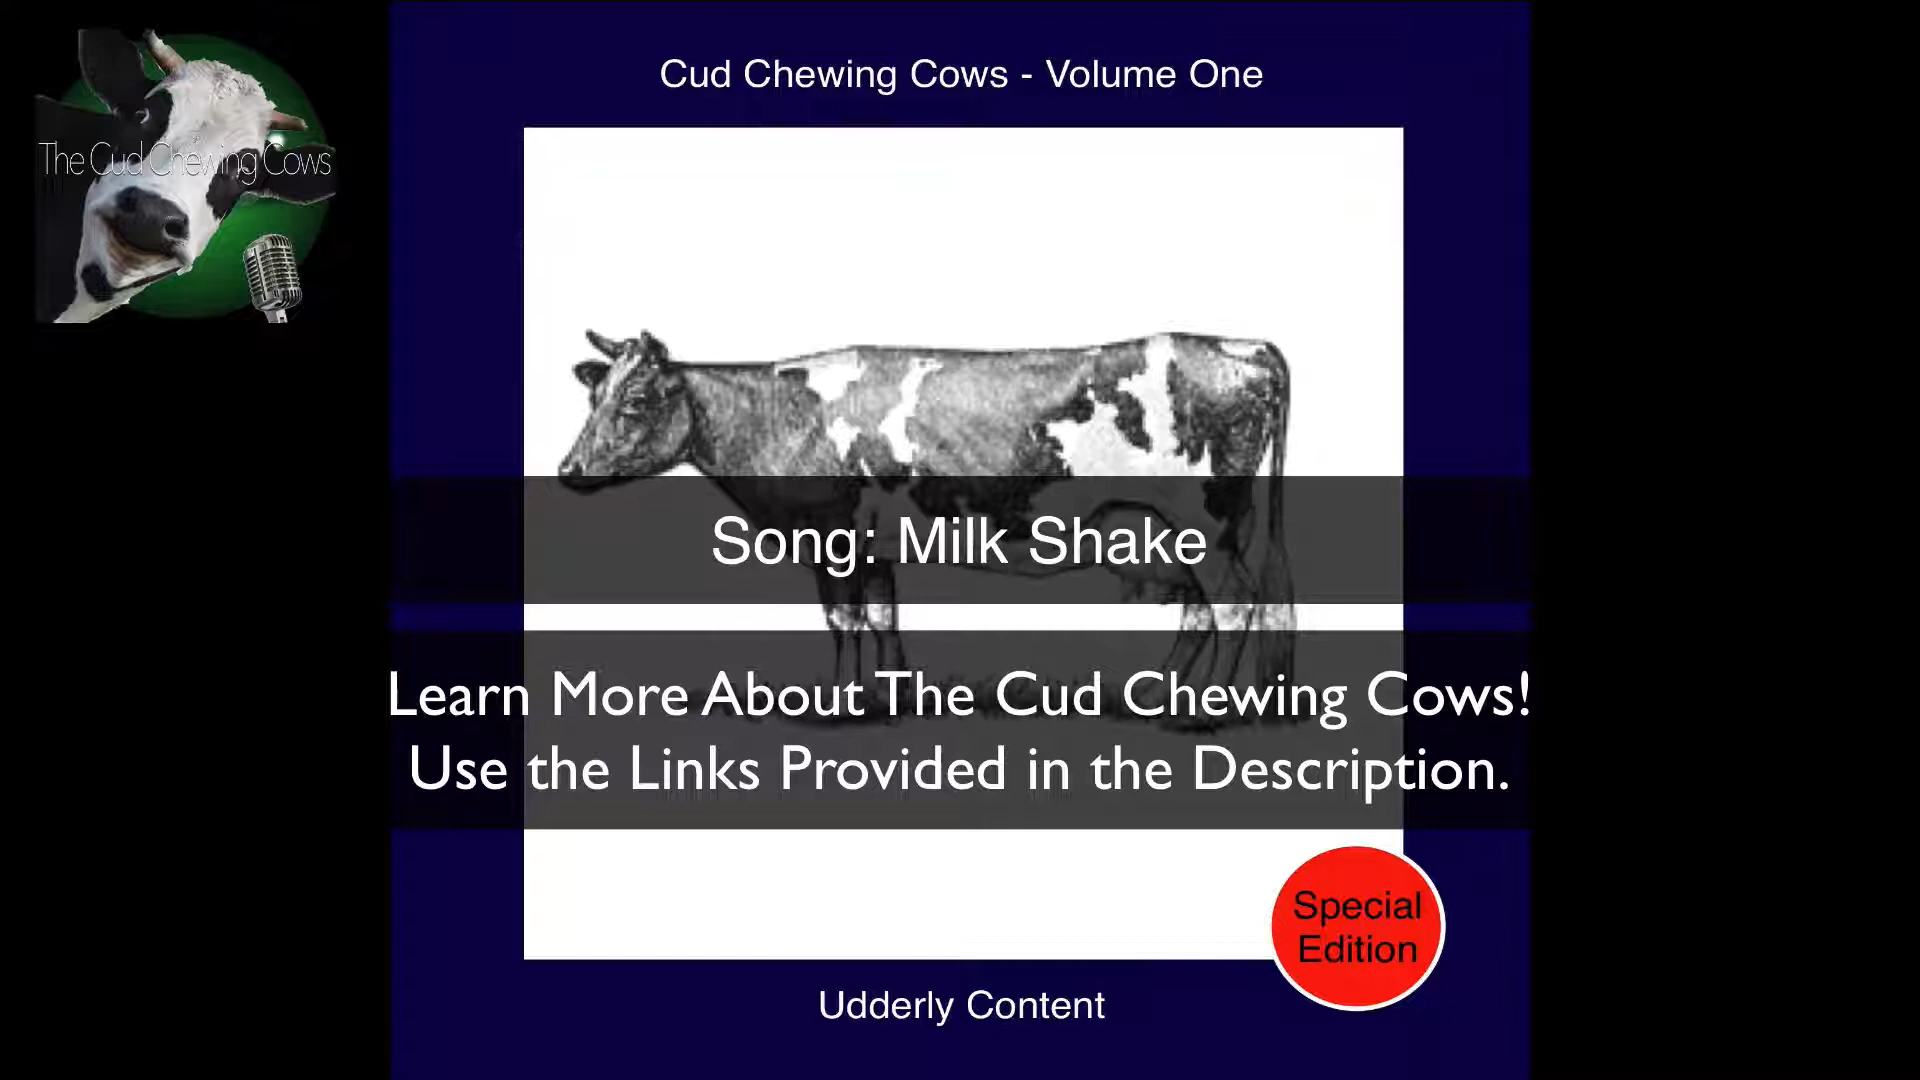 Cud Chewing Cows - Volume One
The Cud Chewing Cows
Song: Milk Shake
Learn More About The Cud Chewing Cows!
Use the Links Provided in the Description.
Special
Edition
Udderly Content